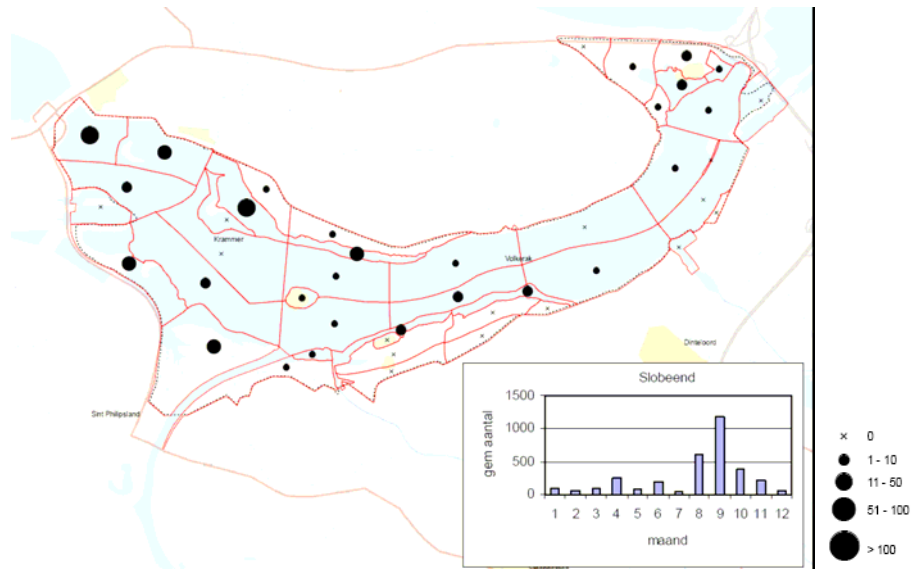 Krammer
Volkerak
Dinteloord
Sint Philipsland
Slobeend
gem aantal
1500
1000
500
0
1 2 3 4 5 6 7 8 9 10 11 12
maand
× 0
1 - 10
11 - 50
51 - 100
> 100